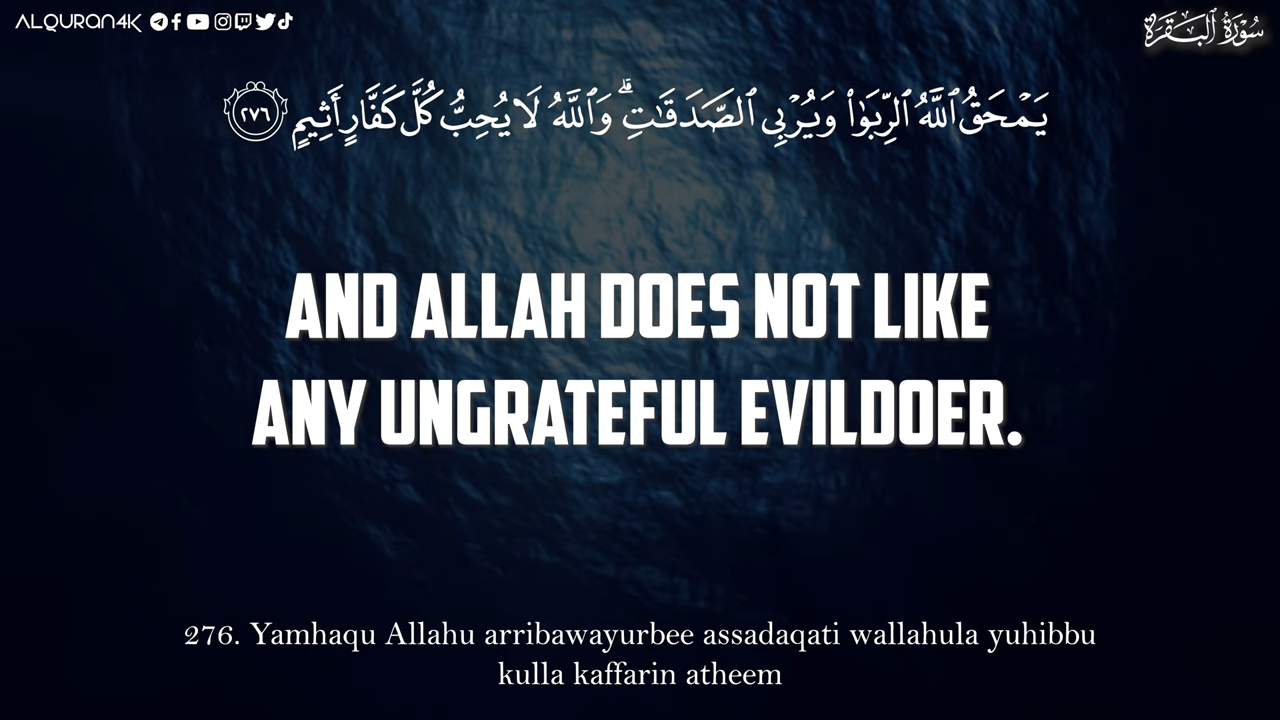 ALQURAN4K
سُورَةُ ٱلْبَقَرَةِ
يَمْحَقُ ٱللَّهُ ٱلرِّبَوٰا۟ وَيُرْبِى ٱلصَّدَقَـٰتِ ۗ وَٱللَّهُ لَا يُحِبُّ كُلَّ كَفَّارٍ أَثِيمٍ ٢٧٦
AND ALLAH DOES NOT LIKE
ANY UNGRATEFUL EVILDOER.
276. Yamhaqu Allahu arribawayurbee assadaqati wallahula yuhibbu
kulla kaffarin atheem